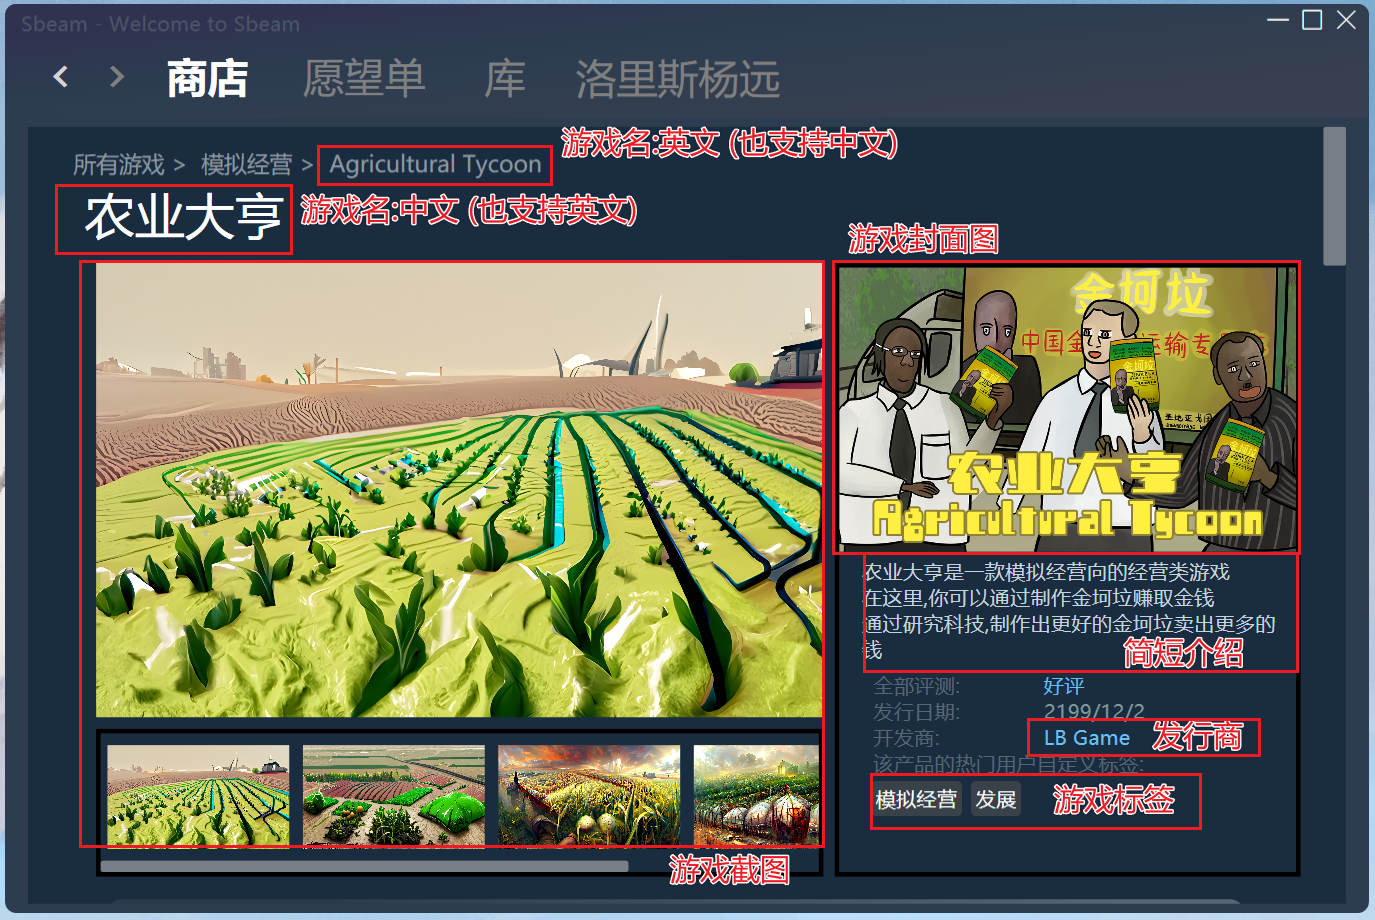 Sbeam - Welcome to Sbeam
商店 愿望单 库 洛里斯杨远
游戏名:英文 (也支持中文)
所有游戏 > 模拟经营 > Agricultural Tycoon
农业大亨 游戏名:中文 (也支持英文)
游戏封面图
金坷垃
中国金 运输专
金坷垃
农业大亨
Agricultural Tycoon
农业大亨是一款模拟经营向的经营类游戏
在这里,你可以通过制作金坷垃赚取金钱
通过研究科技,制作出更好的金坷垃卖出更多的
钱
简短介绍
全部评测: 好评
发行日期: 2199/12/2
开发商: LB Game 发行商
该产品的热门用户自定义标签:
模拟经营 发展 游戏标签
游戏截图